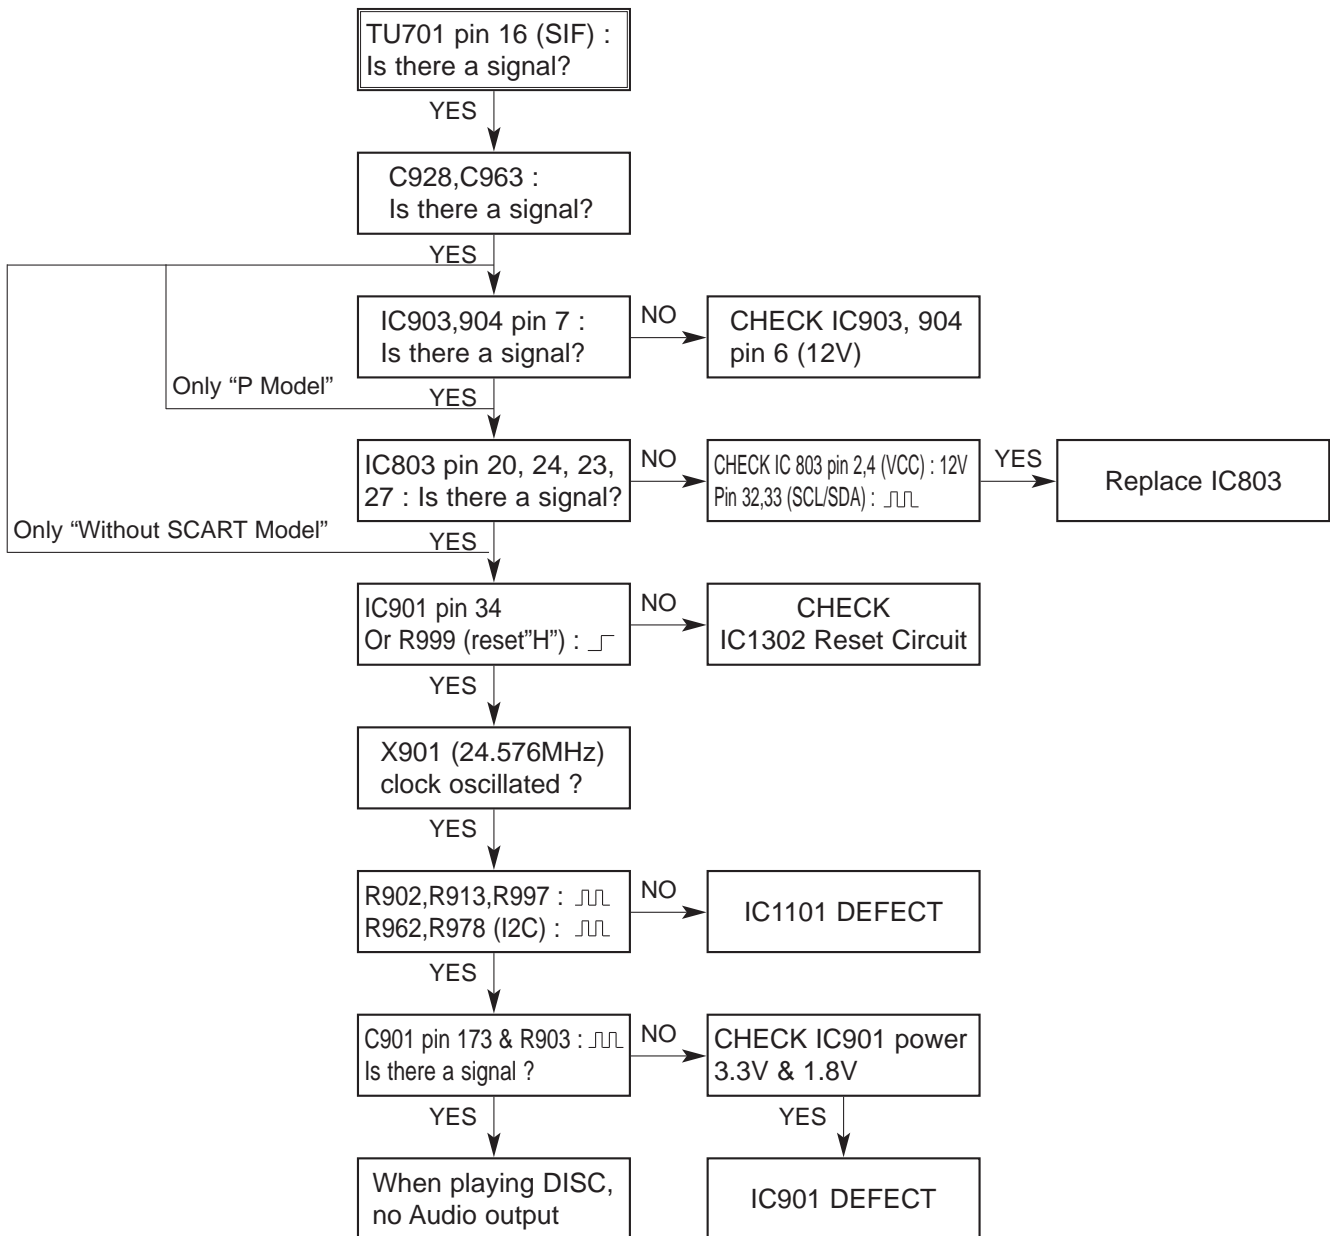 TU701 pin 16 (SIF) :
Is there a signal?
YES
C928,C963 :
Is there a signal?
YES
IC903,904 pin 7 :
Is there a signal?
NO
CHECK IC903, 904
pin 6 (12V)
Only “P Model”
YES
IC803 pin 20, 24, 23,
27 : Is there a signal?
NO
CHECK IC 803 pin 2,4 (VCC) : 12V
Pin 32,33 (SCL/SDA) :
YES
Replace IC803
Only “Without SCART Model”
YES
IC901 pin 34
Or R999 (reset”H”) :
NO
CHECK
IC1302 Reset Circuit
YES
X901 (24.576MHz)
clock oscillated ?
YES
R902,R913,R997 :
R962,R978 (I2C) :
NO
IC1101 DEFECT
YES
C901 pin 173 & R903 :
Is there a signal ?
NO
CHECK IC901 power
3.3V & 1.8V
YES
YES
When playing DISC,
no Audio output
IC901 DEFECT